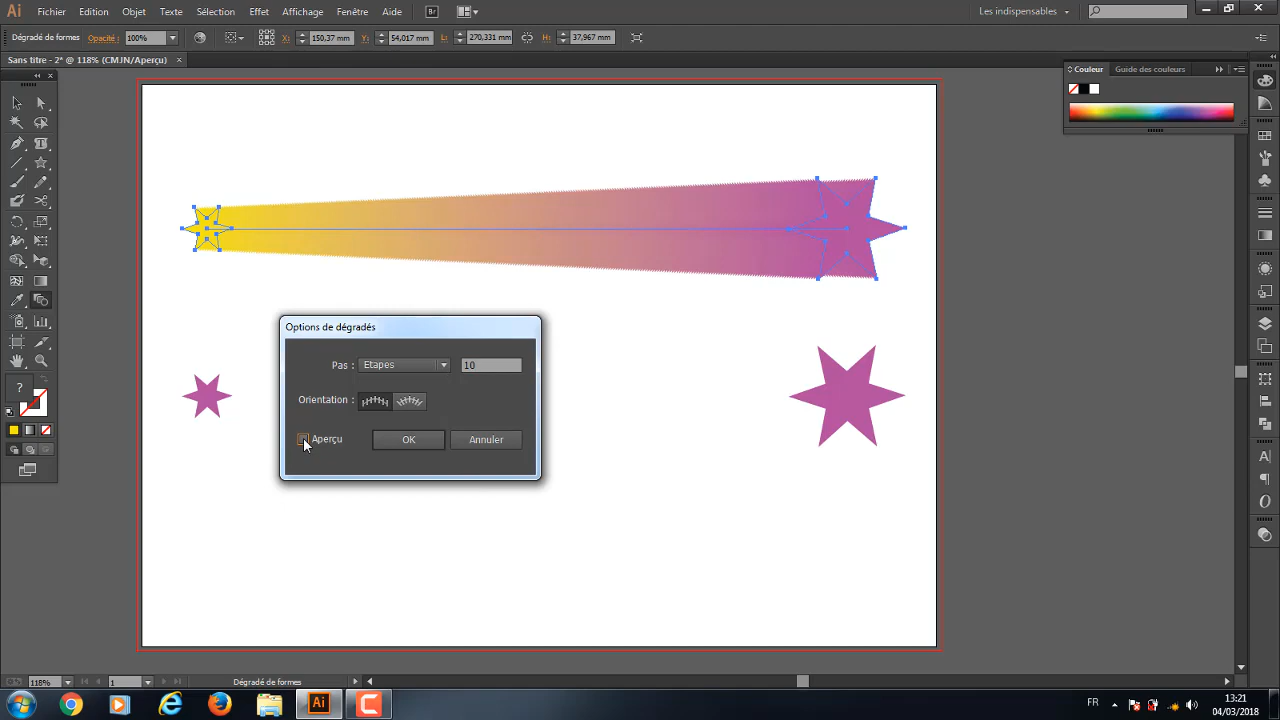 Ai Fichier Edition Objet Texte Sélection Effet Affichage Fenêtre Aide Br Les indispensables
Dégradé de formes Opacité : 100% X : 150,37 mm Y : 54,017 mm L : 270,331 mm H : 37,967 mm
Sans titre - 2* @ 118% (CMJN/Aperçu) ×
Couleur Guide des couleurs
Options de dégradés
Pas : Etapes 10
Orientation :
Aperçu OK Annuler
?
118% 1 Dégradé de formes
Ai FR 13:21
04/03/2018